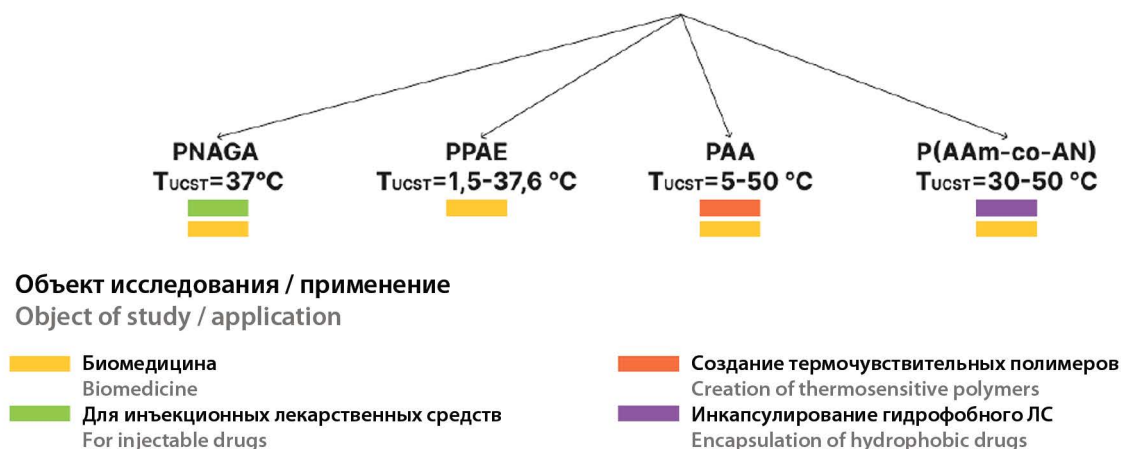 PNAGA PPAE PAA P(AAm-co-AN)
TUCST=37°C TUCST=1,5-37,6 °C TUCST=5-50 °C TUCST=30-50 °C
Объект исследования / применение
Object of study / application
Биомедицина
Biomedicine
Для инъекционных лекарственных средств
For injectable drugs
Создание термочувствительных полимеров
Creation of thermosensitive polymers
Инкапсулирование гидрофобного ЛС
Encapsulation of hydrophobic drugs